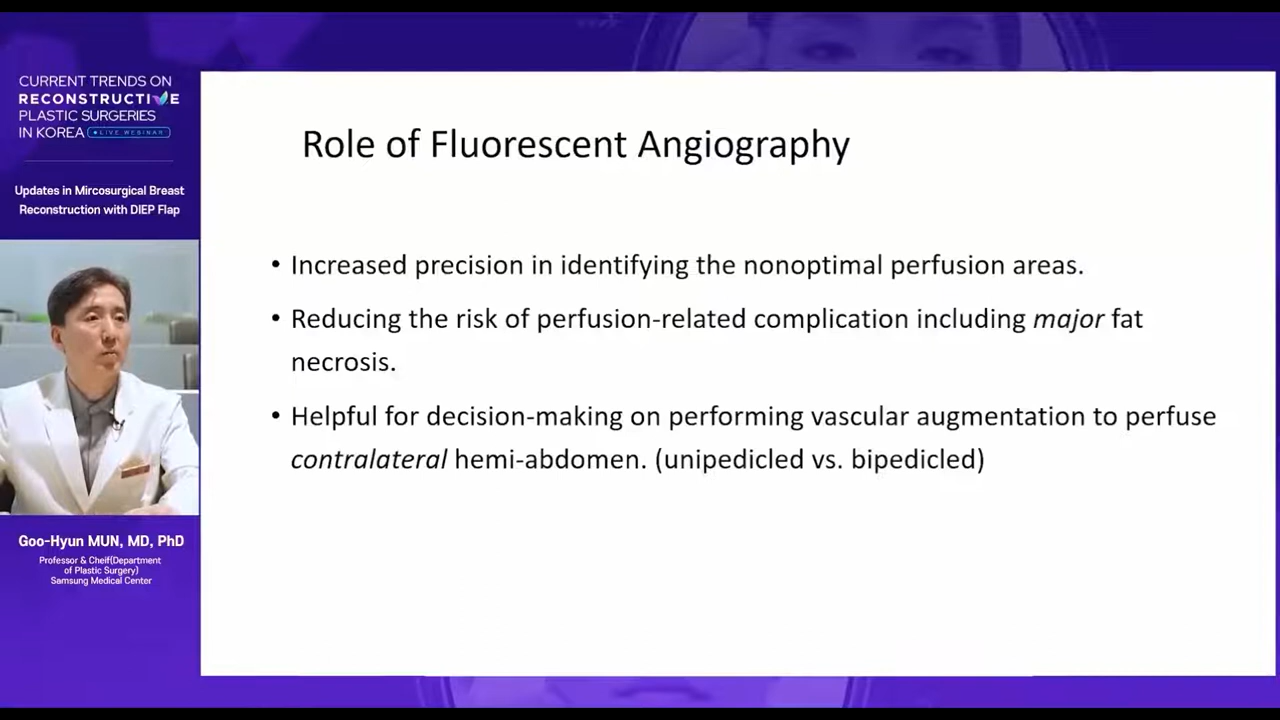 CURRENT TRENDS ON
RECONSTRUCTIVE
PLASTIC SURGERIES
IN KOREA • LIVE WEBINAR
Updates in Mircosurgical Breast
Reconstruction with DIEP Flap
Goo-Hyun MUN, MD, PhD
Professor & Cheif(Department
of Plastic Surgery)
Samsung Medical Center
Role of Fluorescent Angiography
• Increased precision in identifying the nonoptimal perfusion areas.
• Reducing the risk of perfusion-related complication including major fat
necrosis.
• Helpful for decision-making on performing vascular augmentation to perfuse
contralateral hemi-abdomen. (unipedicled vs. bipedicled)